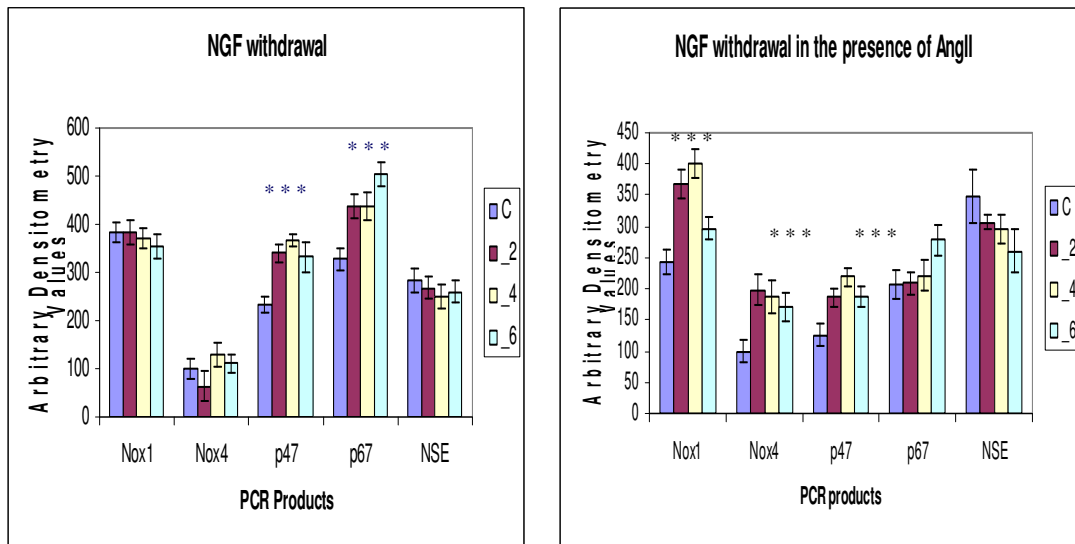 NGF withdrawal
Arbitrary Densitometry
Values
600
500
400
300
200
100
0
* * *
* * *
Nox1 Nox4 p47 p67 NSE
PCR Products
C
_2
_4
_6
NGF withdrawal in the presence of AngII
Arbitrary Densitometry
Values
450
400
350
300
250
200
150
100
50
0
* * *
* * *
* * *
Nox1 Nox4 p47 p67 NSE
PCR products
C
_2
_4
_6